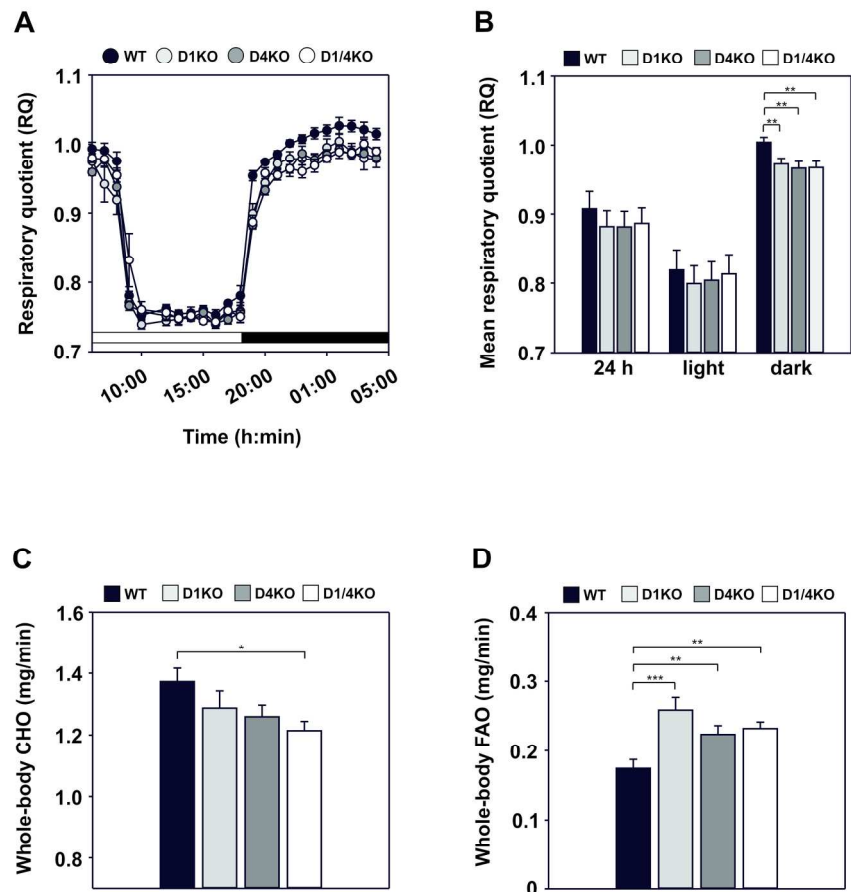 A
WT D1KO D4KO D1/4KO
Respiratory quotient (RQ)
1.1
1.0
0.9
0.8
0.7
10:00 15:00 20:00 01:00 05:00
Time (h:min)
B
WT D1KO D4KO D1/4KO
Mean respiratory quotient (RQ)
1.1
1.0
0.9
0.8
0.7
**
**
**
24 h light dark
C
WT D1KO D4KO D1/4KO
Whole-body CHO (mg/min)
1.6
1.4
1.2
1.0
0.8
*
D
WT D1KO D4KO D1/4KO
Whole-body FAO (mg/min)
0.4
0.3
0.2
0.1
0
**
**
***